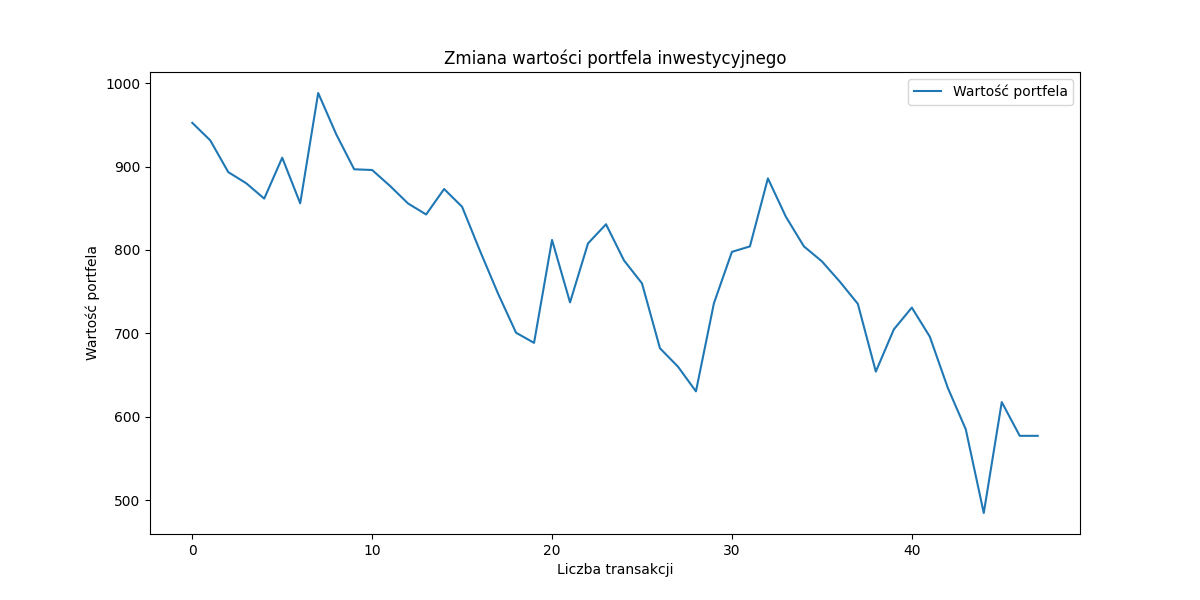 Zmiana wartości portfela inwestycyjnego
Wartość portfela
1000
900
800
700
600
500
Wartość portfela
0
10
20
30
40
Liczba transakcji